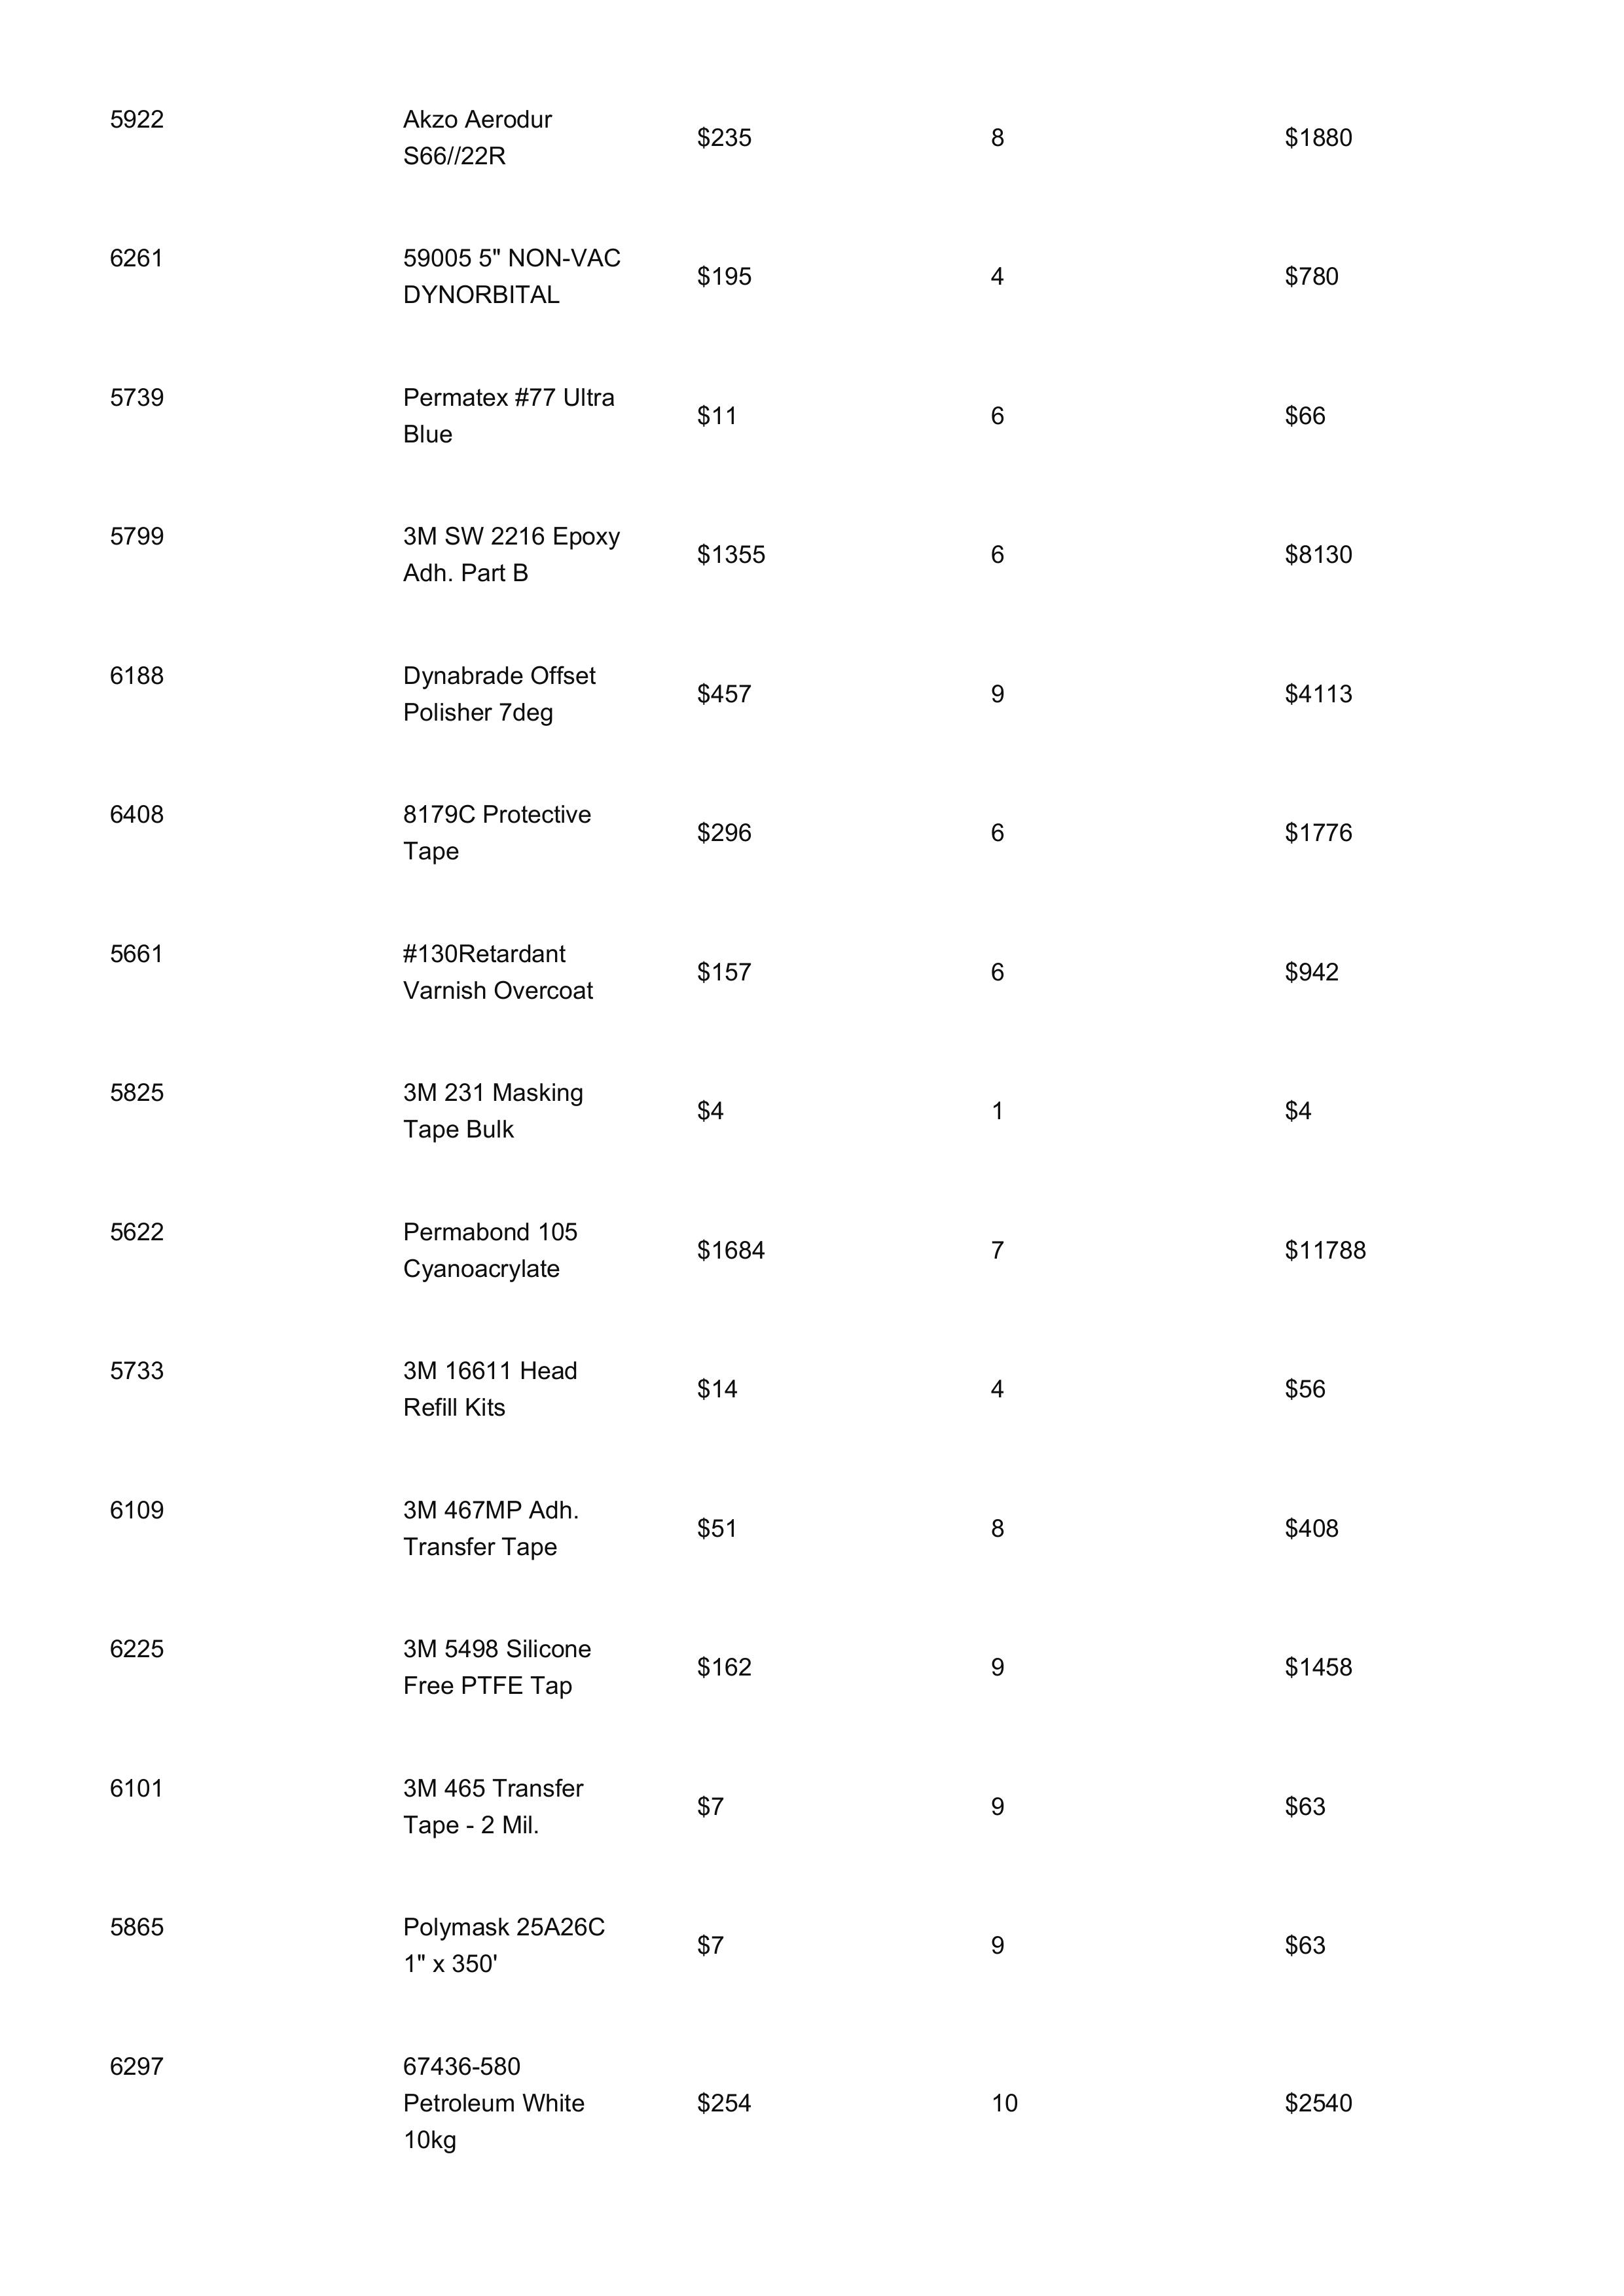 5922 Akzo Aerodur $235 8 $1880
S66//22R
6261 59005 5" NON-VAC $195 4 $780
DYNORBITAL
5739 Permatex #77 Ultra $11 6 $66
Blue
5799 3M SW 2216 Epoxy $1355 6 $8130
Adh. Part B
6188 Dynabrade Offset $457 9 $4113
Polisher 7deg
6408 8179C Protective $296 6 $1776
Tape
5661 #130Retardant $157 6 $942
Varnish Overcoat
5825 3M 231 Masking $4 1 $4
Tape Bulk
5622 Permabond 105 $1684 7 $11788
Cyanoacrylate
5733 3M 16611 Head $14 4 $56
Refill Kits
6109 3M 467MP Adh. $51 8 $408
Transfer Tape
6225 3M 5498 Silicone $162 9 $1458
Free PTFE Tap
6101 3M 465 Transfer $7 9 $63
Tape - 2 Mil.
5865 Polymask 25A26C $7 9 $63
1" x 350'
6297 67436-580
Petroleum White $254 10 $2540
10kg